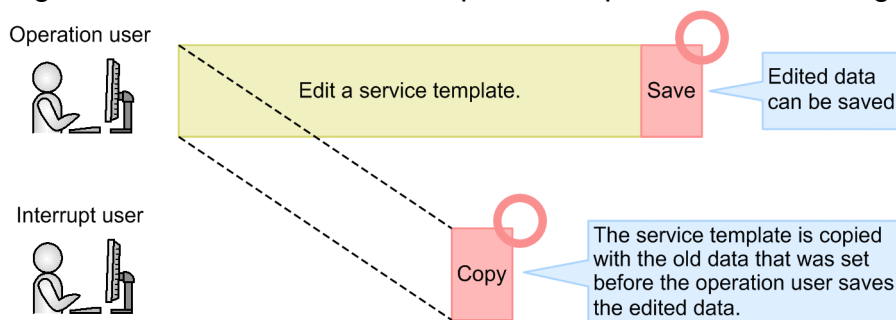 Operation user
Edit a service template.
Save
Edited data
can be saved
Interrupt user
Copy
The service template is copied
with the old data that was set
before the operation user saves
the edited data.